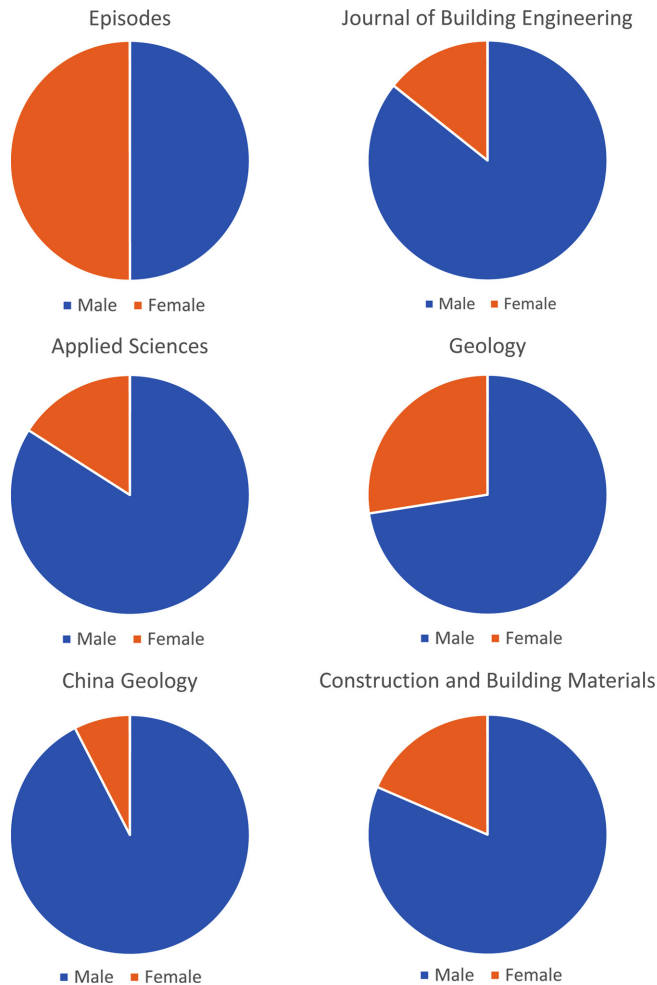 Episodes
Journal of Building Engineering
Male Female
Male Female
Applied Sciences
Geology
Male Female
Male Female
China Geology
Construction and Building Materials
Male Female
Male Female